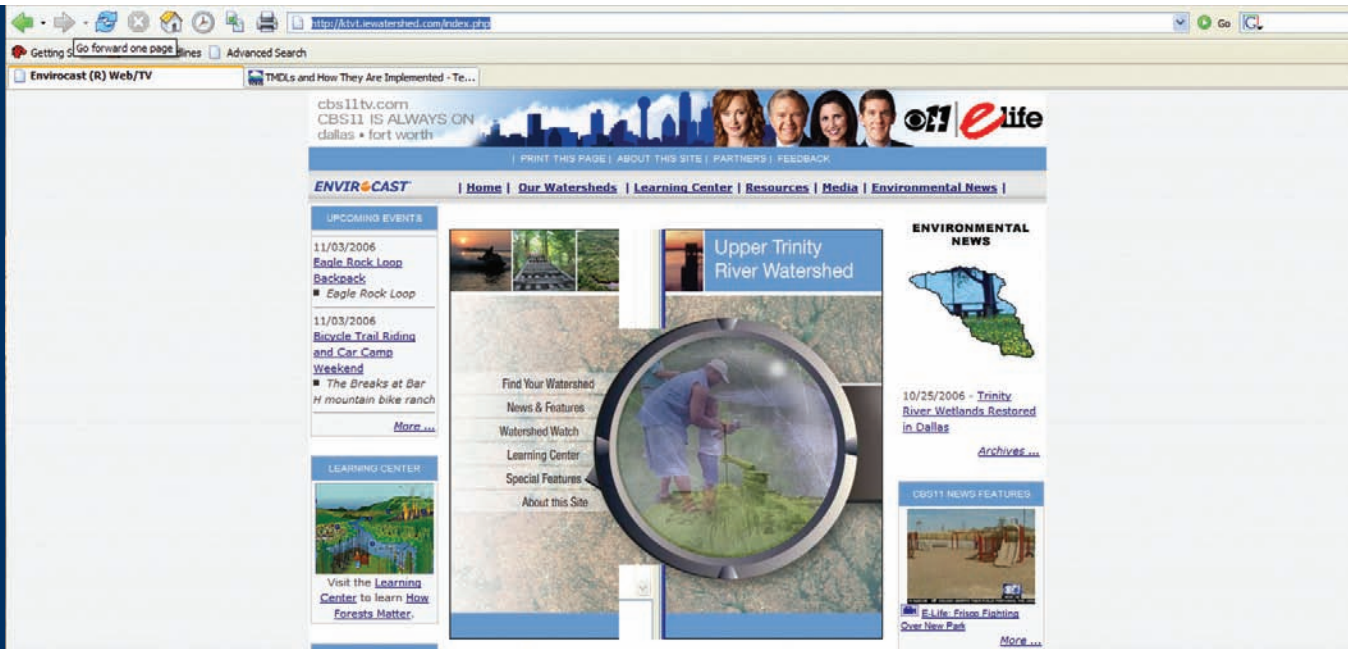 http://ktvt.iewatershed.com/index.php
Go
G
Getting S
Go forward one page
dlines
Advanced Search
Envirocast (R) Web/TV
TMDLs and How They Are Implemented - Te...
cbs11tv.com
CBS11 IS ALWAYS ON
dallas • fort worth
11 | e life
| PRINT THIS PAGE | ABOUT THIS SITE | PARTNERS | FEEDBACK
ENVIROCAST
| Home | Our Watersheds | Learning Center | Resources | Media | Environmental News |
UPCOMING EVENTS
11/03/2006
Eagle Rock Loop
Backpack
■ Eagle Rock Loop
11/03/2006
Bicycle Trail Riding
and Car Camp
Weekend
■ The Breaks at Bar
H mountain bike ranch
More ...
LEARNING CENTER
Visit the Learning
Center to learn How
Forests Matter.
Upper Trinity
River Watershed
Find Your Watershed
News & Features
Watershed Watch
Learning Center
Special Features
About this Site
ENVIRONMENTAL
NEWS
10/25/2006 - Trinity
River Wetlands Restored
in Dallas
Archives ...
CBS11 NEWS FEATURES
E-Life: Frisco Fighting
Over New Park
More ...